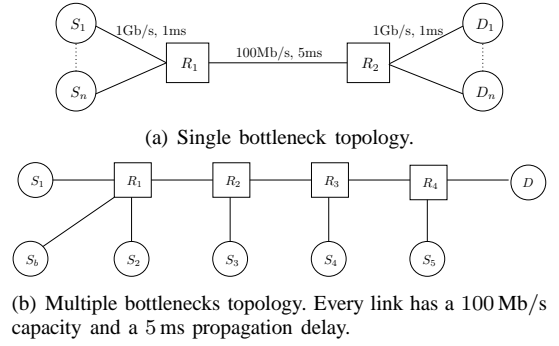 S1 1Gb/s, 1ms 1Gb/s, 1ms D1
R1 100Mb/s, 5ms R2
Sn Dn
(a) Single bottleneck topology.
S1 R1 R2 R3 R4 D
Sb S2 S3 S4 S5
(b) Multiple bottlenecks topology. Every link has a 100 Mb/s
capacity and a 5 ms propagation delay.